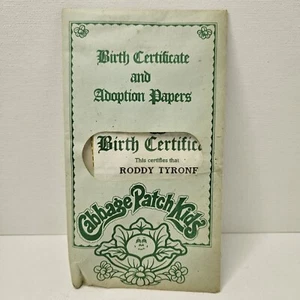 Birth Certificate
and
Adoption Papers
Birth Certifica
This certifies that
RODDY TYRONE
Cabbage Patch Kids